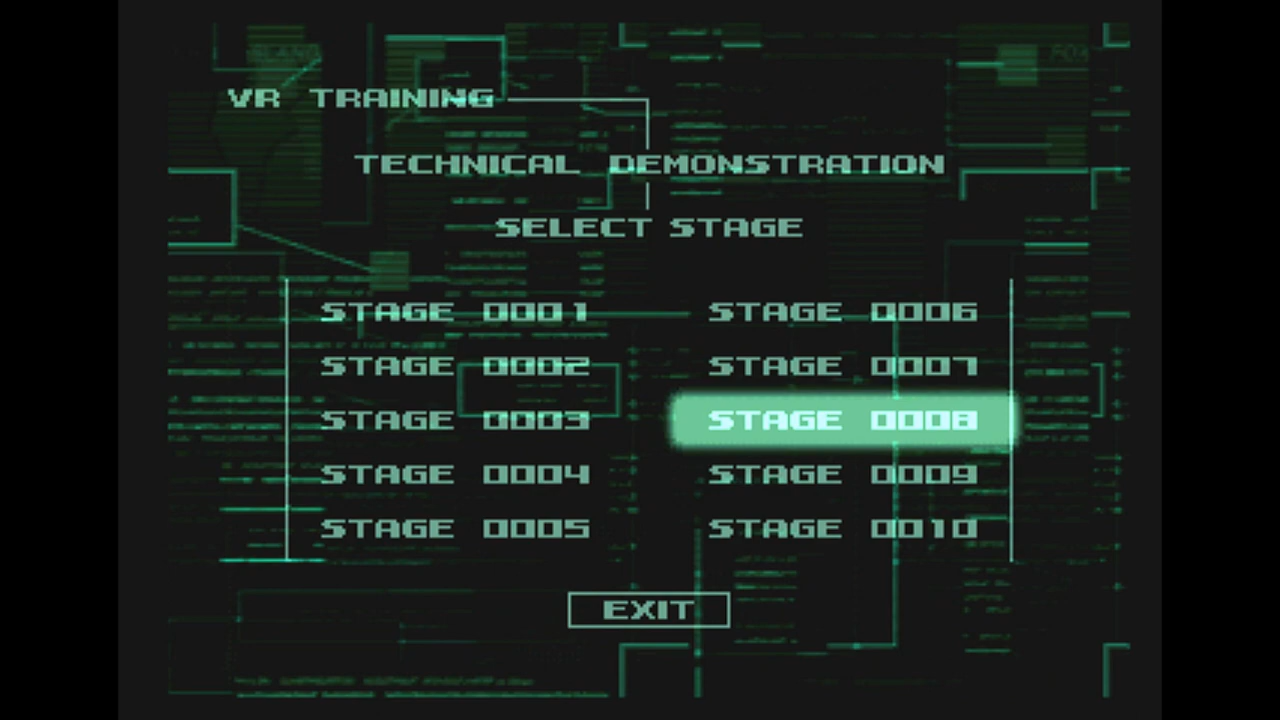 VR TRAINING
TECHNICAL DEMONSTRATION
SELECT STAGE
STAGE 0001
STAGE 0002
STAGE 0003
STAGE 0004
STAGE 0005
STAGE 0006
STAGE 0007
STAGE 0008
STAGE 0009
STAGE 0010
EXIT